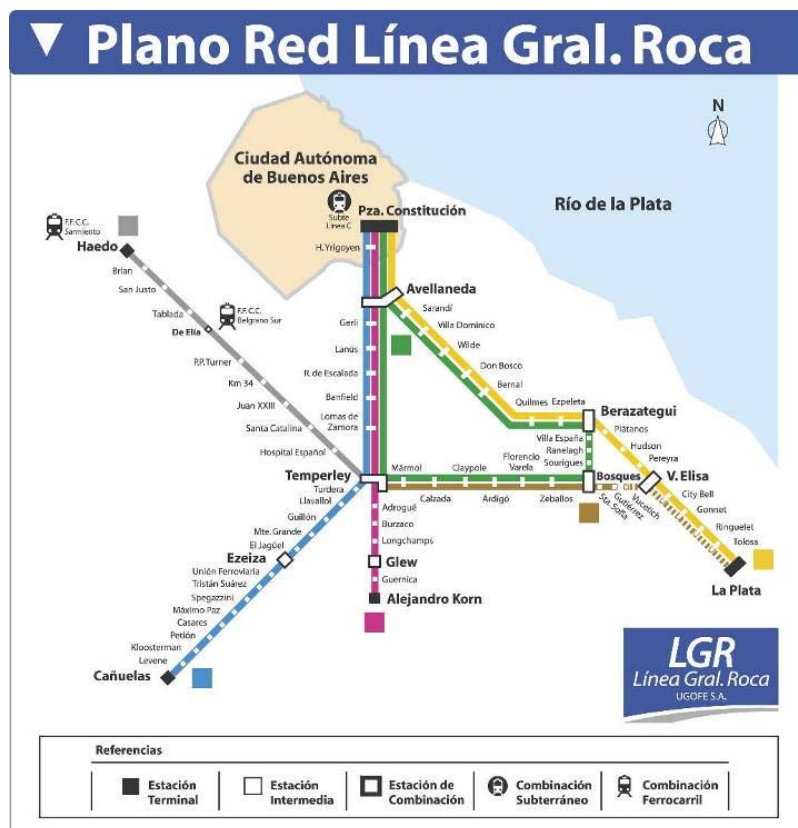 Plano Red Línea Gral. Roca
Ciudad Autónoma
de Buenos Aires
N
Río de la Plata
Subte
Línea C
Pza. Constitución
F.F.C.C.
Sarmiento
Haedo
H. Yrigoyen
Brian
San Justo
Tablada
De Elía
F.F.C.C.
Belgrano Sur
P.P. Turner
Km 34
Juan XXIII
Santa Catalina
Hospital Español
Avellaneda
Gerli
Lanús
R. de Escalada
Banfield
Lomas de
Zamora
Sarandí
Villa Domínico
Wilde
Don Bosco
Bernal
Quilmes
Ezpeleta
Berazategui
Plátanos
Hudson
Pereyra
Villa España
Ranelagh
Sourigues
Temperley
Mármol
Claypole
Florencio
Varela
Bosques
V. Elisa
Calzada
Ardigó
Zeballos
Sta. Sofía
Gutiérrez
Vucetich
City Bell
Gonnet
Ringuelet
Tolosa
La Plata
Turdera
Llavallol
Guillón
Mte. Grande
El Jagüel
Ezeiza
Unión Ferroviaria
Tristán Suárez
Spegazzini
Máximo Paz
Casares
Petión
Kloosterman
Levene
Cañuelas
Adrogué
Burzaco
Longchamps
Glew
Guernica
Alejandro Korn
LGR
Línea Gral. Roca
UGOFE S.A.
Referencias
Estación
Terminal
Estación
Intermedia
Estación de
Combinación
Combinación
Subterráneo
Combinación
Ferrocarril